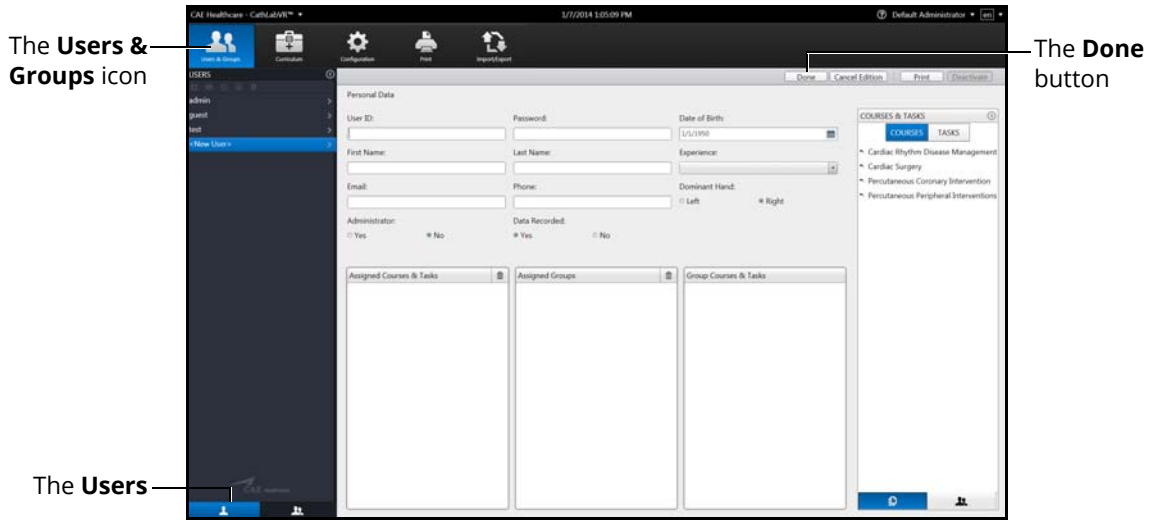 CAE Healthcare - CathLabVR™
1/7/2014 1:05:09 PM
Default Administrator
en
The Users &
Groups icon
Users & Groups
Curriculum
Configuration
Print
Import/Export
The Done
button
USERS
Done
Cancel Edition
Print
Deactivate
admin
guest
test
<New User>
Personal Data
User ID:
Password:
Date of Birth:
1/1/1950
First Name:
Last Name:
Experience:
Email:
Phone:
Dominant Hand:
Left
Right
Administrator:
Data Recorded:
Yes
No
Yes
No
COURSES & TASKS
COURSES
TASKS
Cardiac Rhythm Disease Management
Cardiac Surgery
Percutaneous Coronary Intervention
Percutaneous Peripheral Interventions
Assigned Courses & Tasks
Assigned Groups
Group Courses & Tasks
The Users
CAE Healthcare